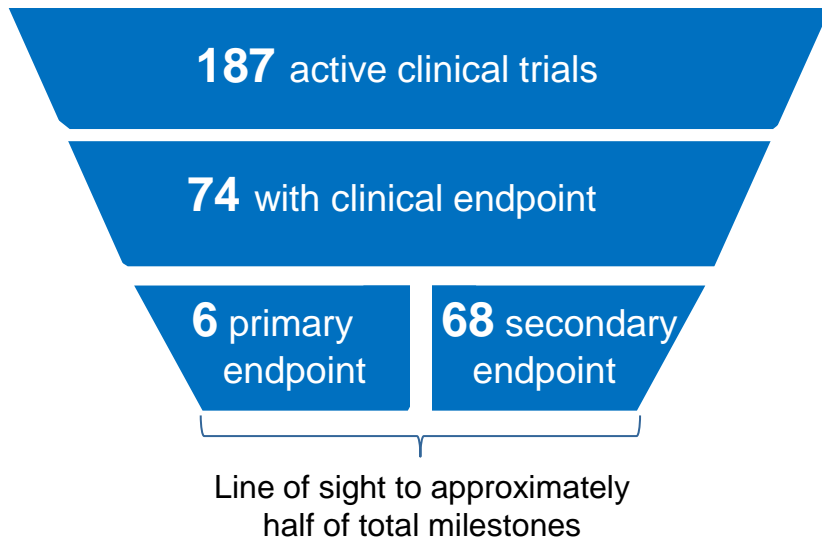 187 active clinical trials
74 with clinical endpoint
6 primary
endpoint
68 secondary
endpoint
Line of sight to approximately
half of total milestones